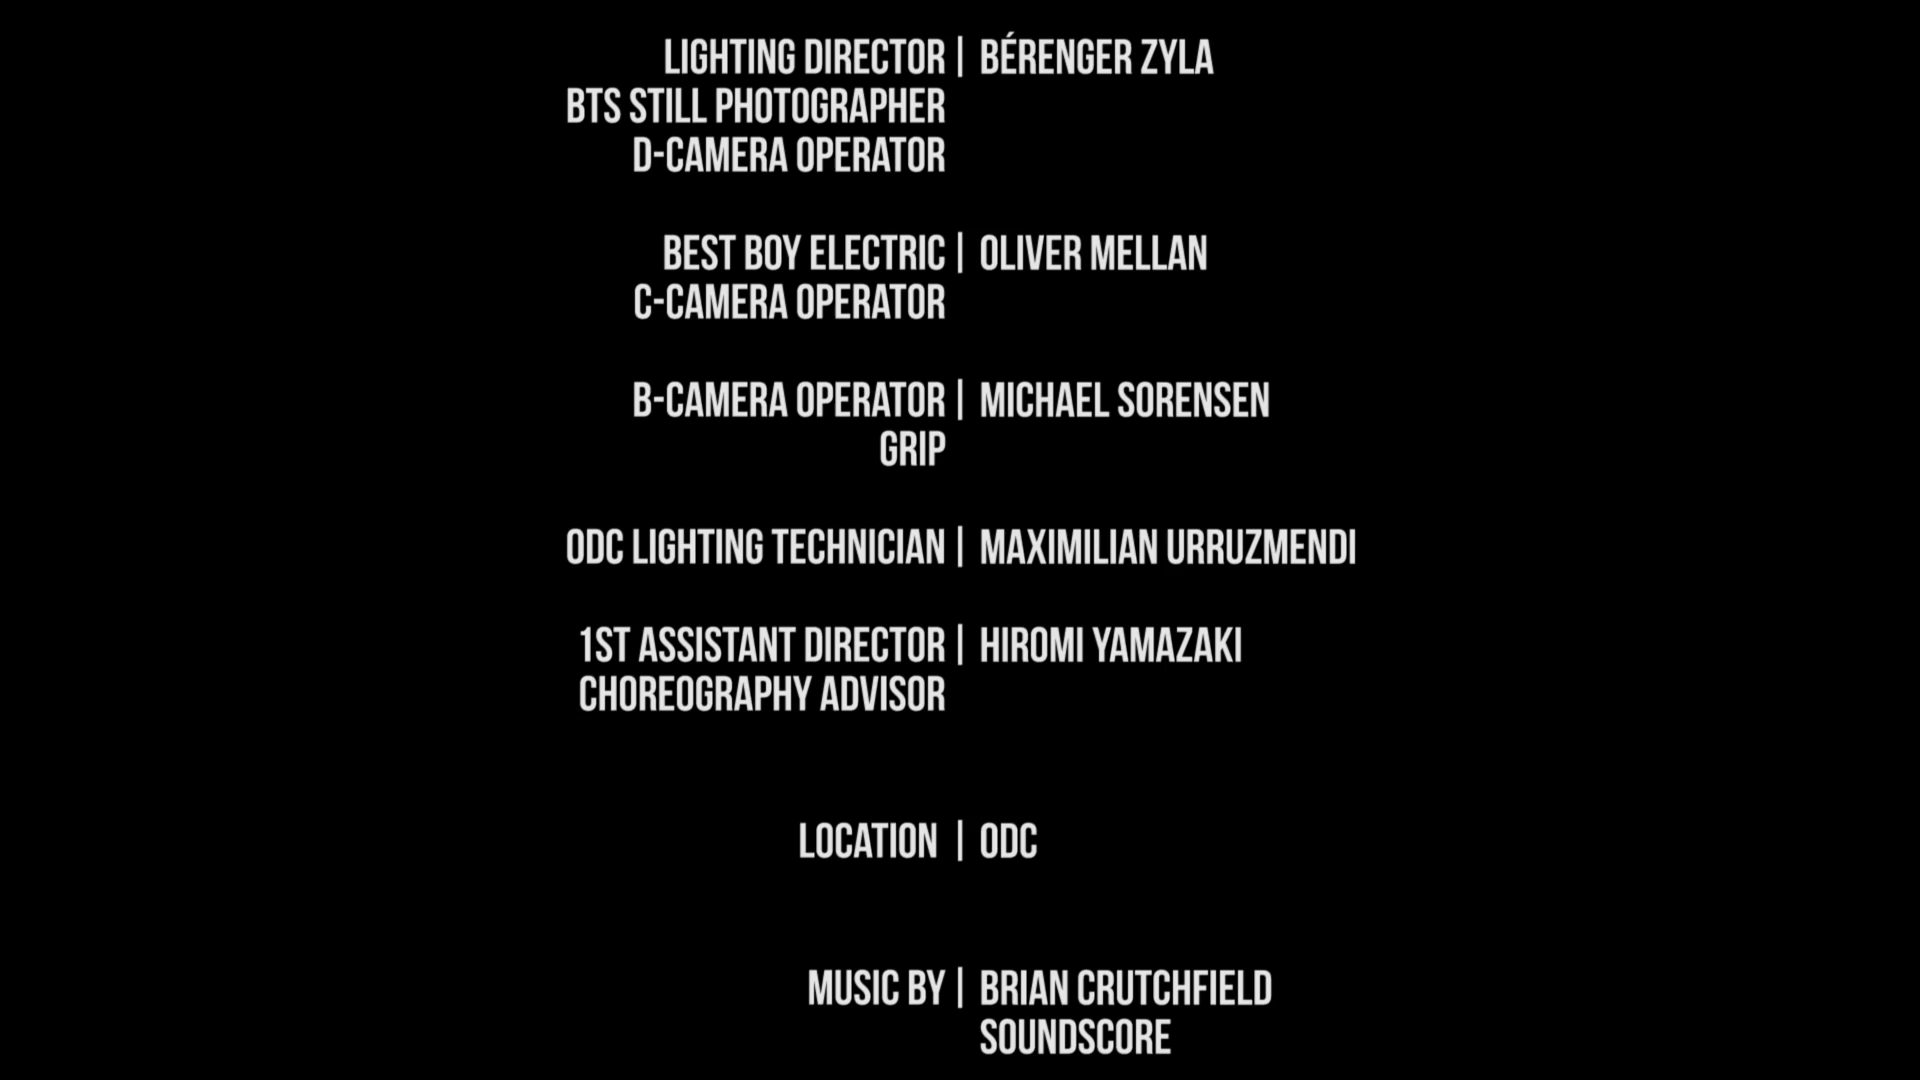 LIGHTING DIRECTOR | BÉRENGER ZYLA
BTS STILL PHOTOGRAPHER
D-CAMERA OPERATOR
BEST BOY ELECTRIC | OLIVER MELLAN
C-CAMERA OPERATOR
B-CAMERA OPERATOR | MICHAEL SORENSEN
GRIP
ODC LIGHTING TECHNICIAN | MAXIMILIAN URRUZMENDI
1ST ASSISTANT DIRECTOR | HIROMI YAMAZAKI
CHOREOGRAPHY ADVISOR
LOCATION | ODC
MUSIC BY | BRIAN CRUTCHFIELD
SOUNDSCORE